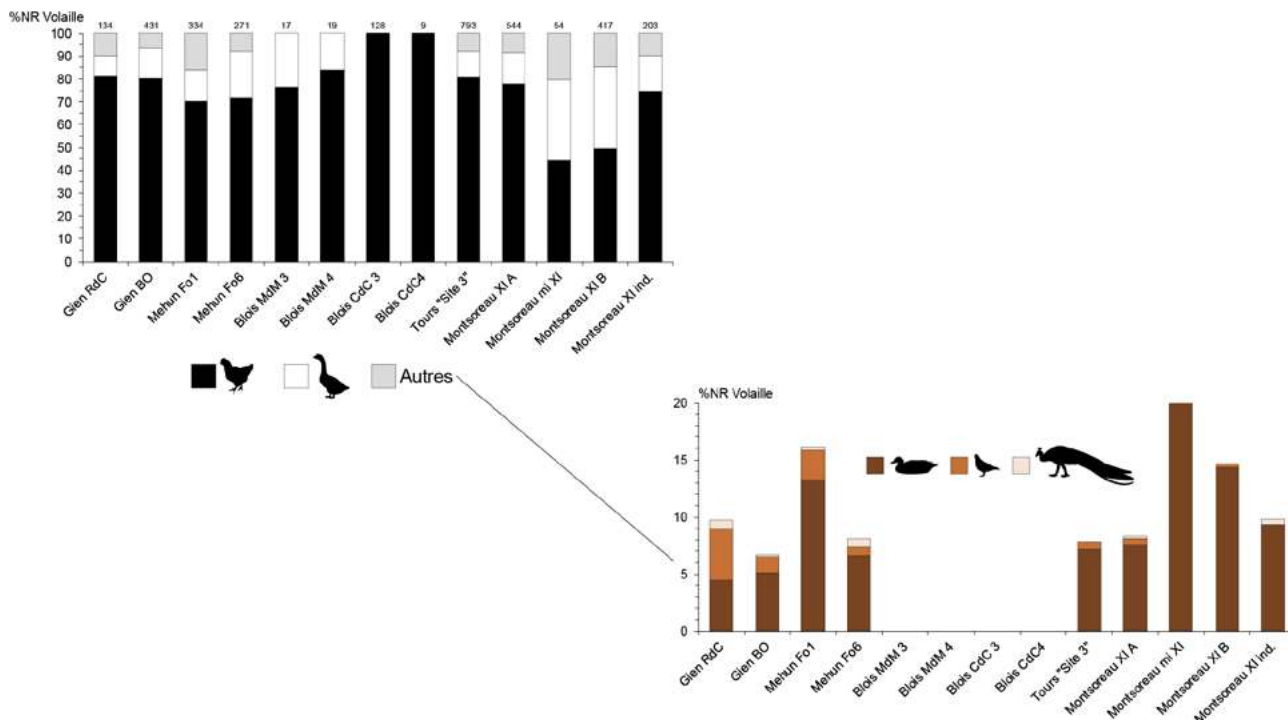 %NR Volaille
134 431 334 271 17 19 128 9 793 544 54 417 203
100
90
80
70
60
50
40
30
20
10
0
Gien RdC
Gien BO
Mehun Fo1
Mehun Fo6
Blois MdM 3
Blois MdM 4
Blois CdC 3
Blois CdC4
Tours "Site 3"
Montsoreau XI A
Montsoreau mi XI
Montsoreau XI B
Montsoreau XI ind.
Autres
%NR Volaille
20
15
10
5
0
Gien RdC
Gien BO
Mehun Fo1
Mehun Fo6
Blois MdM 3
Blois MdM 4
Blois CdC 3
Blois CdC4
Tours "Site 3"
Montsoreau XI A
Montsoreau mi XI
Montsoreau XI B
Montsoreau XI ind.